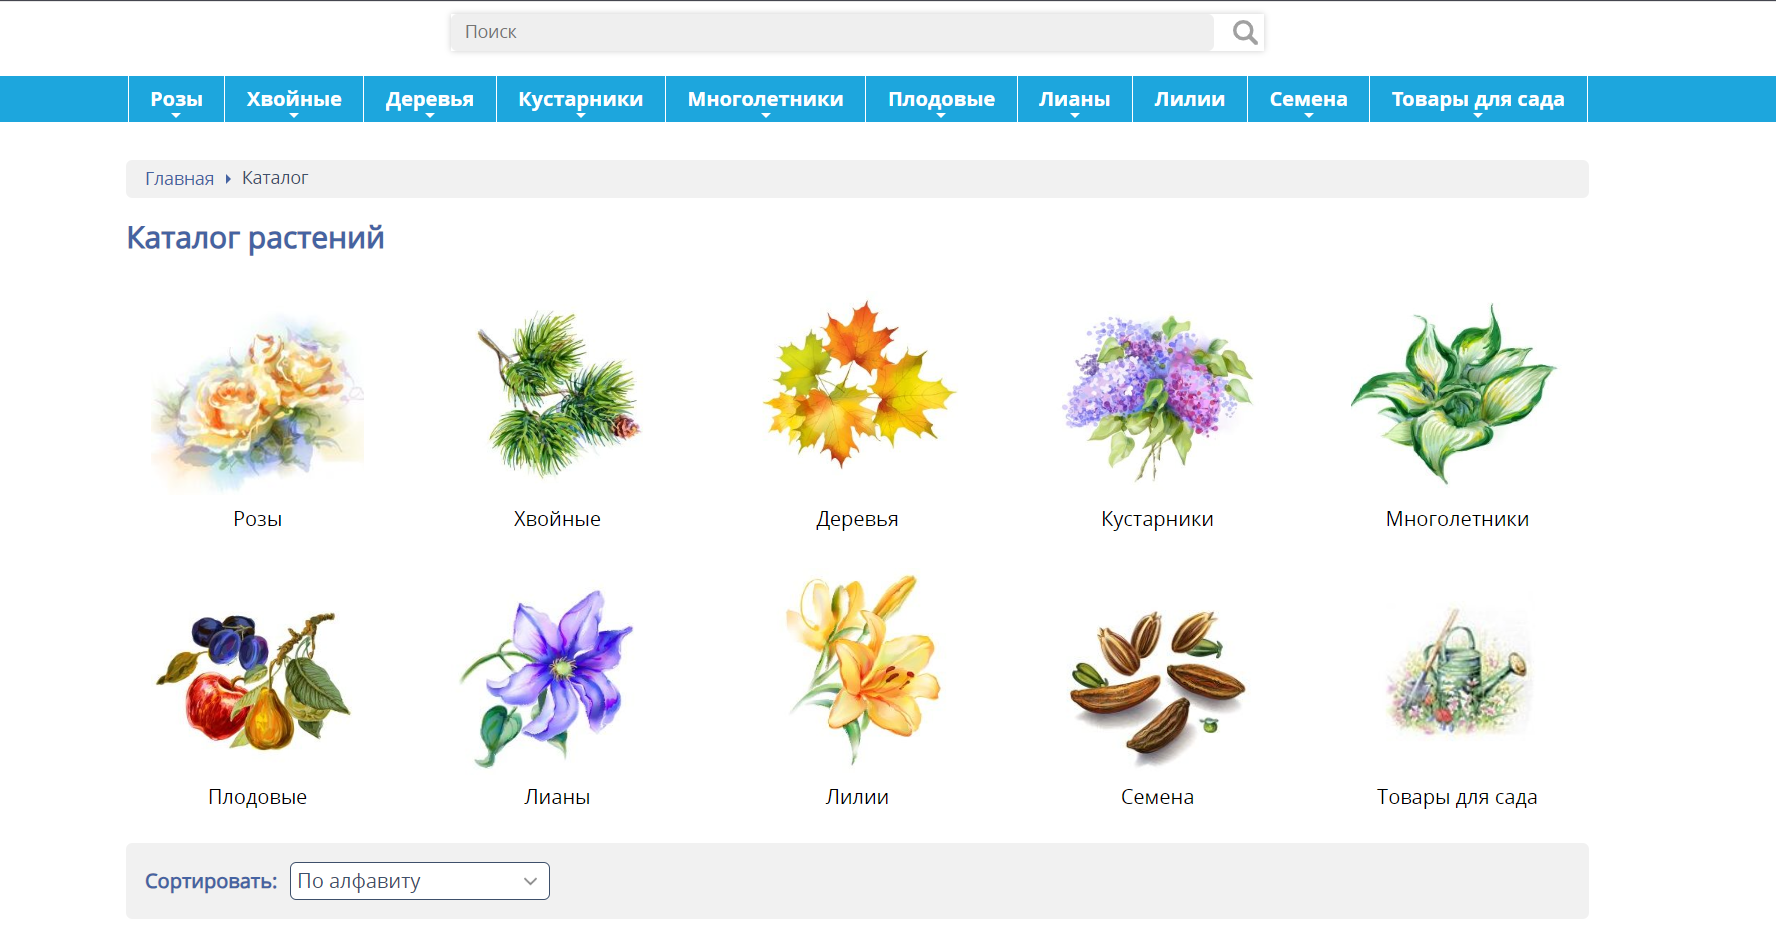 Поиск
Розы Хвойные Деревья Кустарники Многолетники Плодовые Лианы Лилии Семена Товары для сада
Главная Каталог
Каталог растений
Розы Хвойные Деревья Кустарники Многолетники
Плодовые Лианы Лилии Семена Товары для сада
Сортировать: По алфавиту